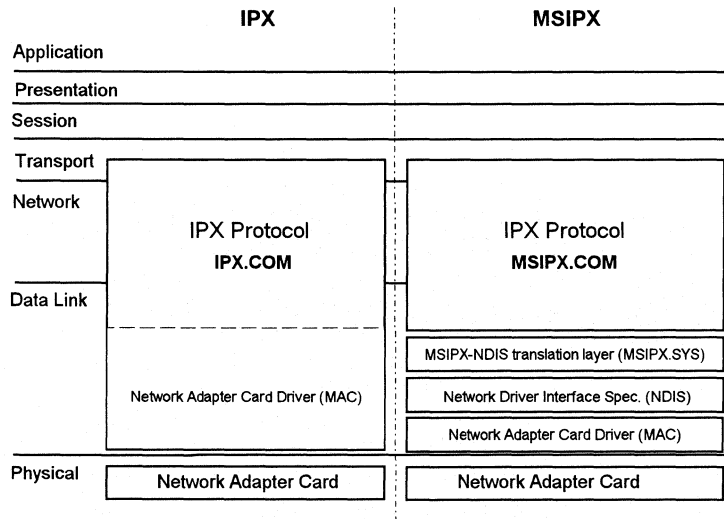 IPX
MSIPX
Application
Presentation
Session
Transport
Network
IPX Protocol
IPX.COM
IPX Protocol
MSIPX.COM
Data Link
MSIPX-NDIS translation layer (MSIPX.SYS)
Network Adapter Card Driver (MAC)
Network Driver Interface Spec. (NDIS)
Network Adapter Card Driver (MAC)
Physical
Network Adapter Card
Network Adapter Card